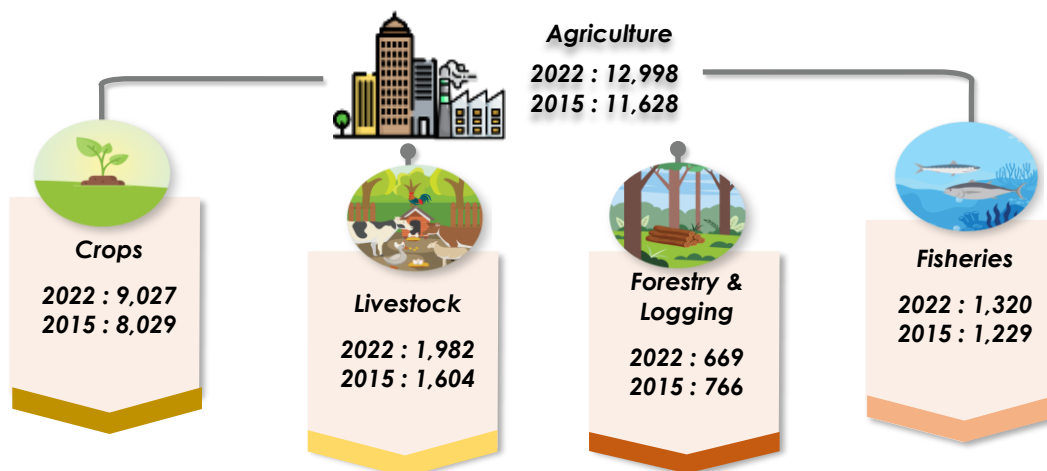 Agriculture
2022 : 12,998
2015 : 11,628
Crops
2022 : 9,027
2015 : 8,029
Livestock
2022 : 1,982
2015 : 1,604
Forestry &
Logging
2022 : 669
2015 : 766
Fisheries
2022 : 1,320
2015 : 1,229